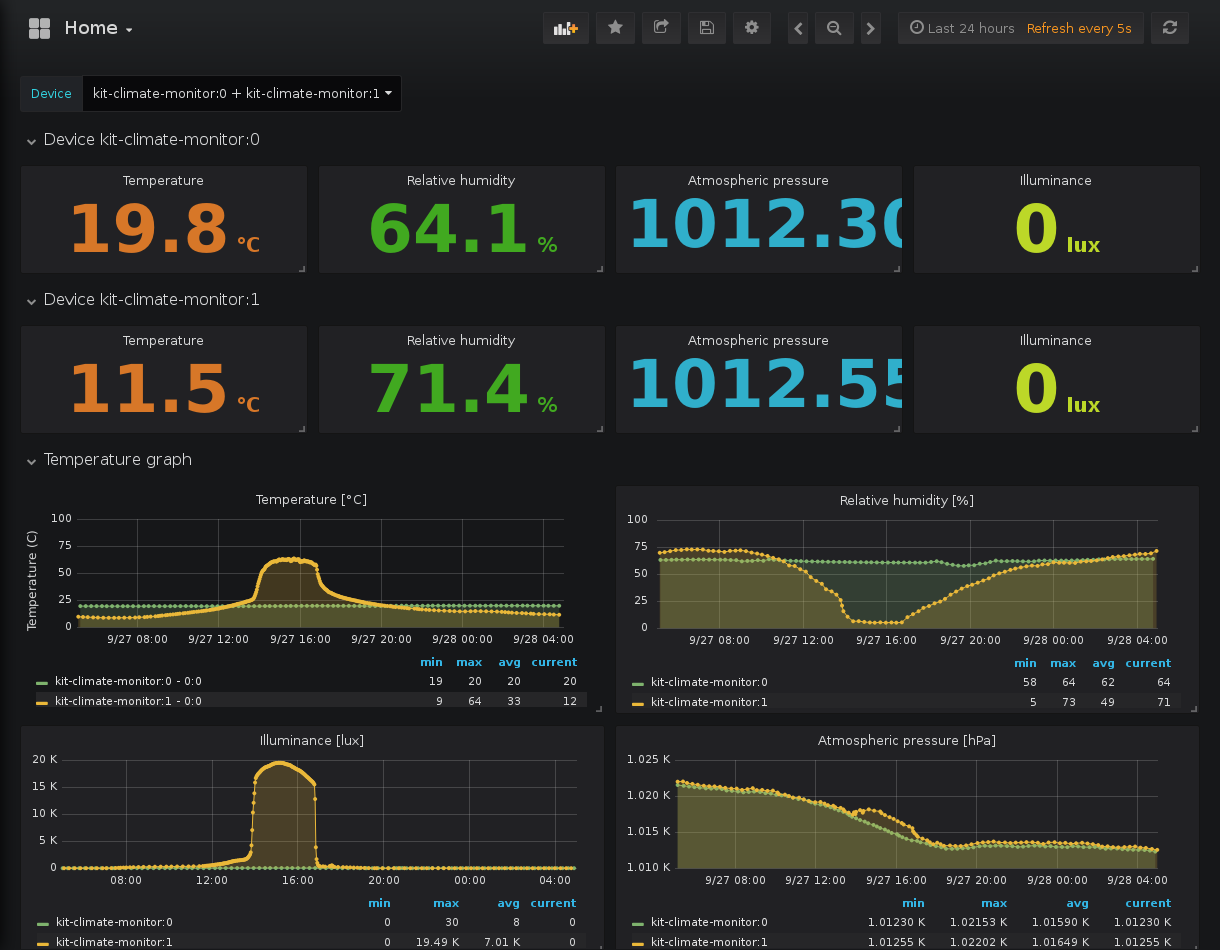 Home
Last 24 hours Refresh every 5s
Device kit-climate-monitor:0 + kit-climate-monitor:1
Device kit-climate-monitor:0
Temperature Relative humidity Atmospheric pressure Illuminance
19.8 °C 64.1 % 1012.30 0 lux
Device kit-climate-monitor:1
Temperature Relative humidity Atmospheric pressure Illuminance
11.5 °C 71.4 % 1012.55 0 lux
Temperature graph
Temperature [°C]
Temperature (C)
100
75
50
25
0
9/27 08:00 9/27 12:00 9/27 16:00 9/27 20:00 9/28 00:00 9/28 04:00
min max avg current
kit-climate-monitor:0 - 0:0 19 20 20 20
kit-climate-monitor:1 - 0:0 9 64 33 12
Relative humidity [%]
100
75
50
25
0
9/27 08:00 9/27 12:00 9/27 16:00 9/27 20:00 9/28 00:00 9/28 04:00
min max avg current
kit-climate-monitor:0 58 64 62 64
kit-climate-monitor:1 5 73 49 71
Illuminance [lux]
20 K
15 K
10 K
5 K
0
08:00 12:00 16:00 20:00 00:00 04:00
min max avg current
kit-climate-monitor:0 0 30 8 0
kit-climate-monitor:1 0 19.49 K 7.01 K 0
Atmospheric pressure [hPa]
1.025 K
1.020 K
1.015 K
1.010 K
9/27 08:00 9/27 12:00 9/27 16:00 9/27 20:00 9/28 00:00 9/28 04:00
min max avg current
kit-climate-monitor:0 1.01230 K 1.02153 K 1.01590 K 1.01230 K
kit-climate-monitor:1 1.01255 K 1.02202 K 1.01649 K 1.01255 K